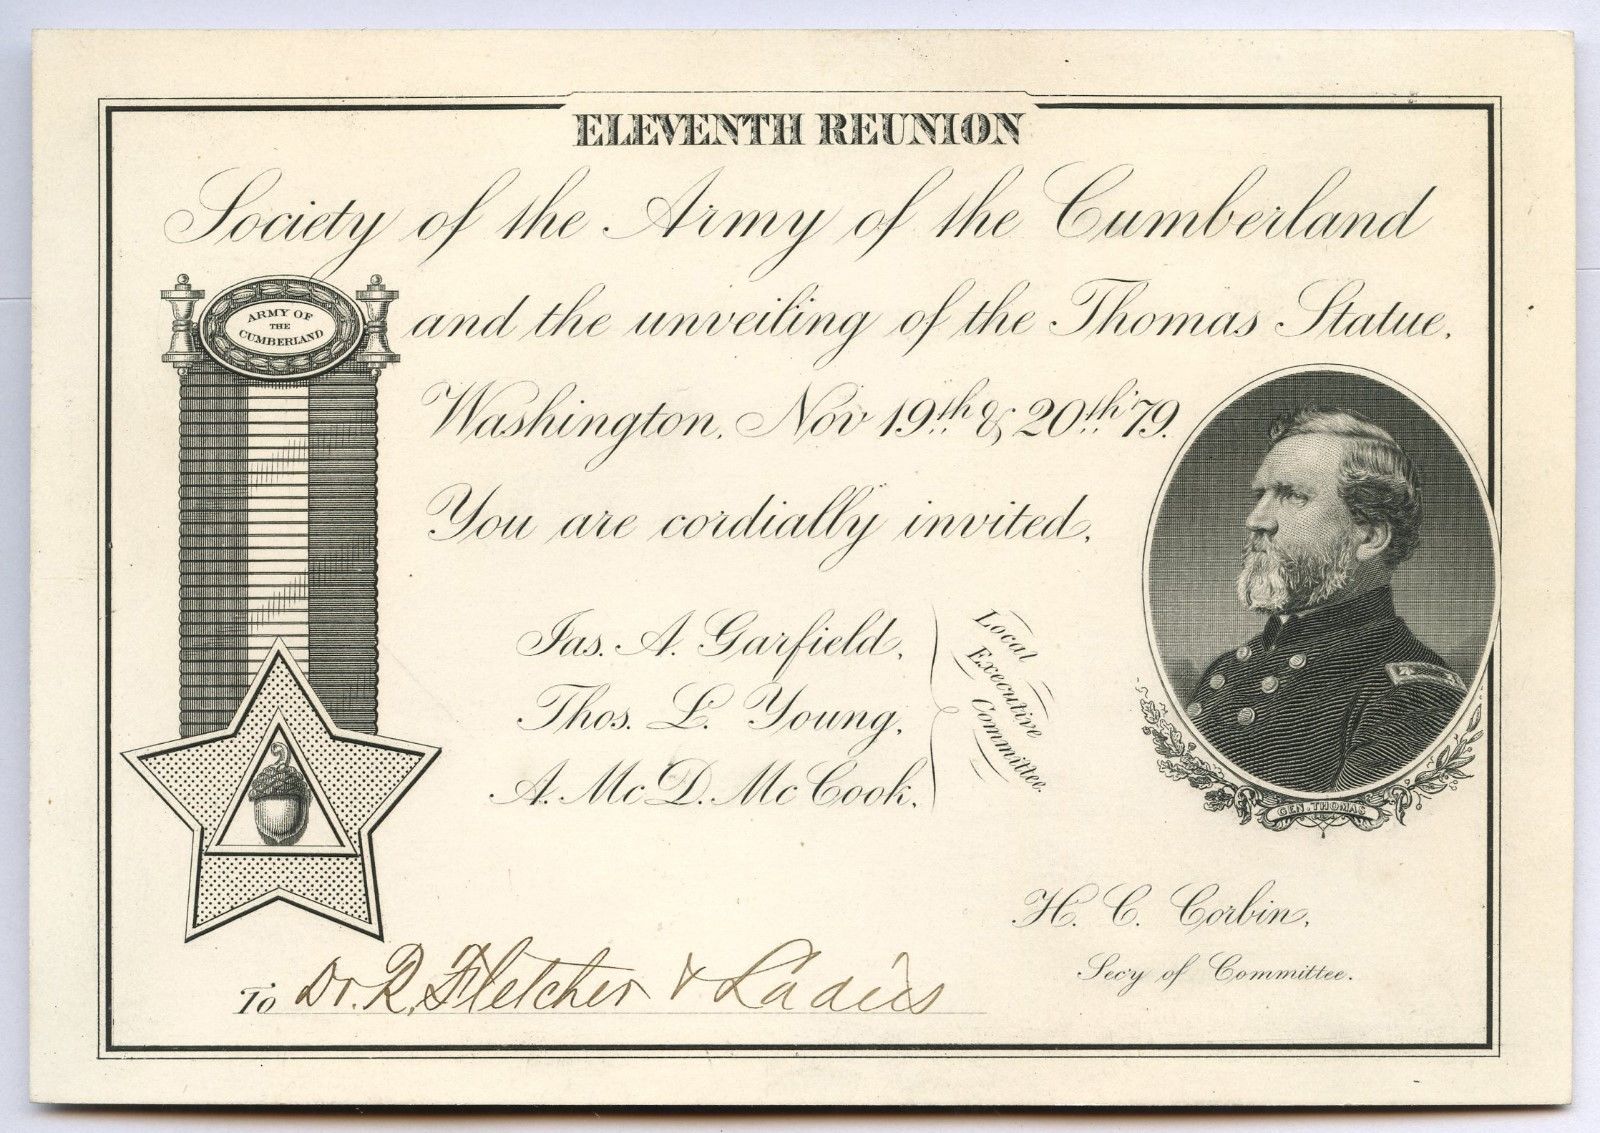 ELEVENTH REUNION
Society of the Army of the Cumberland
ARMY OF
THE
CUMBERLAND
and the unveiling of the Thomas Statue,
Washington, Nov 19th & 20th '79.
You are cordially invited,
Jas. A. Garfield,
Thos. L. Young,
A. McD. McCook,
Local
Executive
Committee.
GEN. THOMAS
H. C. Corbin,
Secy of Committee.
To Dr. R. Fletcher & Ladies